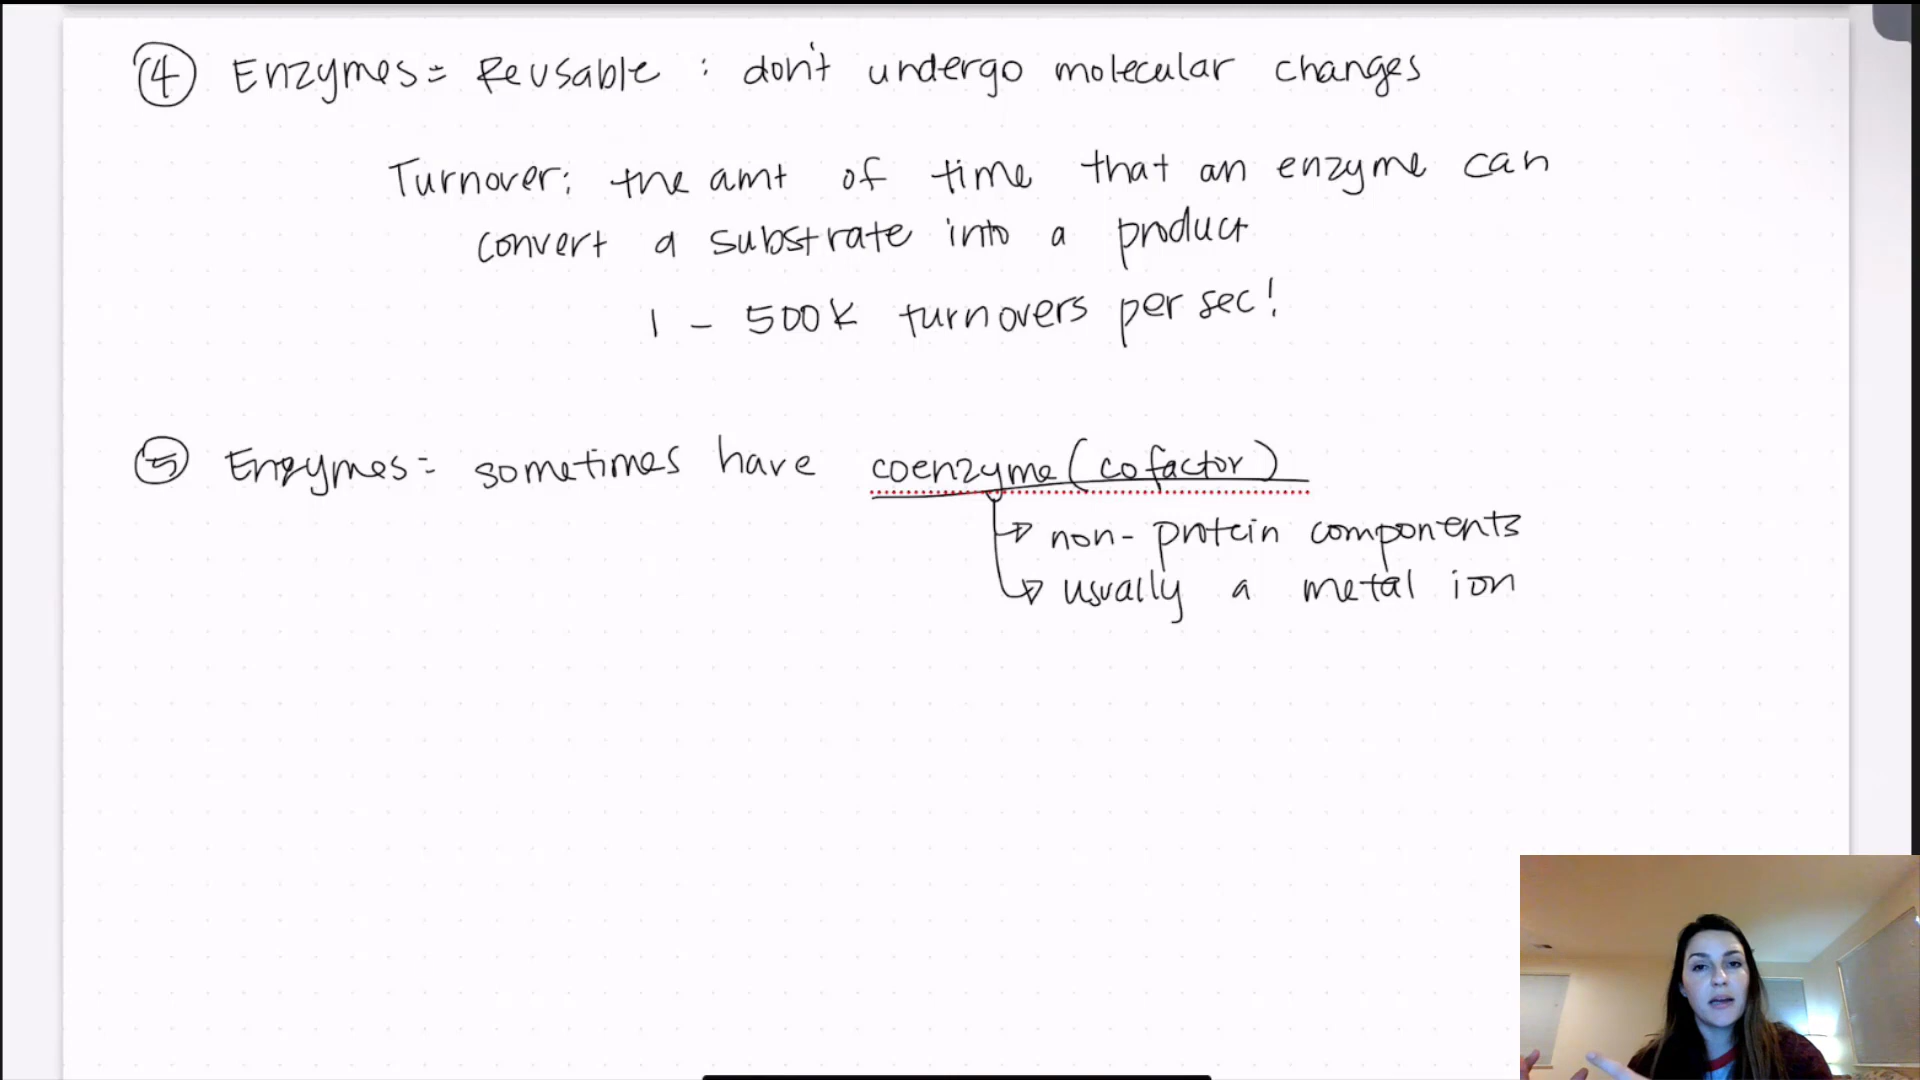 ④ Enzymes = Reusable : don't undergo molecular changes
Turnover: the amt of time that an enzyme can
convert a substrate into a product
1 - 500k turnovers per sec!
⑤ Enzymes = sometimes have coenzyme (cofactor)
non-protein components
usually a metal ion